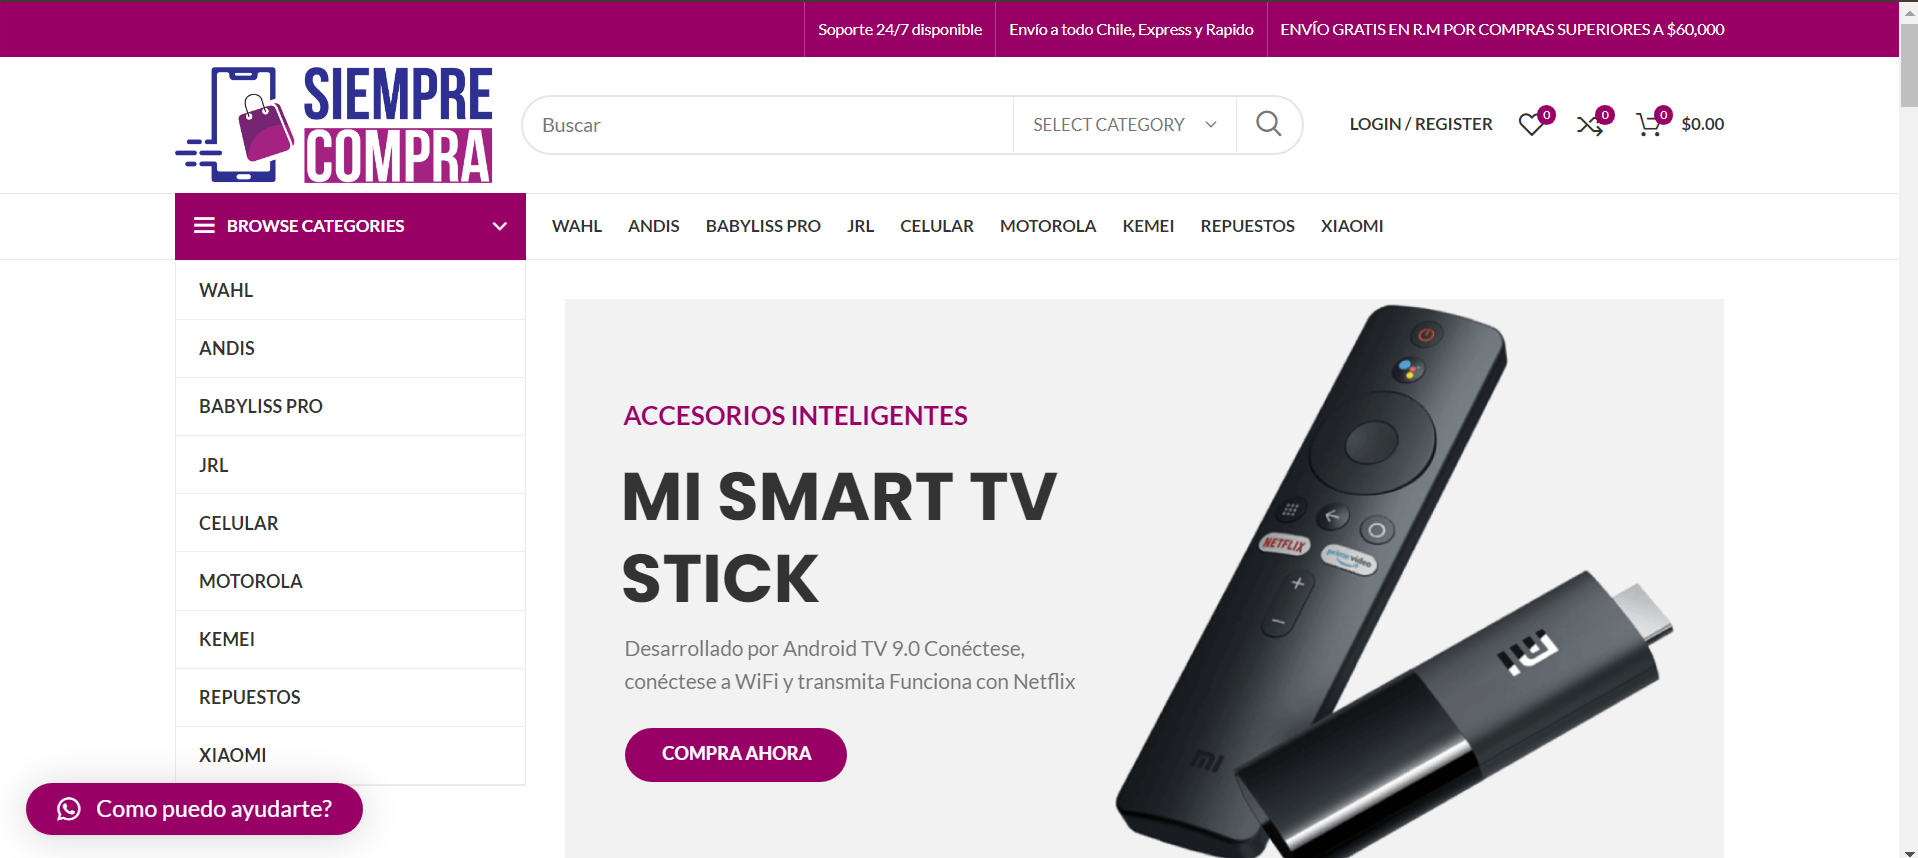 Soporte 24/7 disponible
Envío a todo Chile, Express y Rapido
ENVÍO GRATIS EN R.M POR COMPRAS SUPERIORES A $60,000
SIEMPRE
COMPRA
Buscar
SELECT CATEGORY
LOGIN / REGISTER
0
0
0
$0.00
BROWSE CATEGORIES
WAHL
ANDIS
BABYLISS PRO
JRL
CELULAR
MOTOROLA
KEMEI
REPUESTOS
XIAOMI
WAHL
ANDIS
BABYLISS PRO
JRL
CELULAR
MOTOROLA
KEMEI
REPUESTOS
XIAOMI
ACCESORIOS INTELIGENTES
MI SMART TV
STICK
Desarrollado por Android TV 9.0 Conéctese,
conéctese a WiFi y transmita Funciona con Netflix
COMPRA AHORA
NETFLIX
prime video
MI
MI
Como puedo ayudarte?